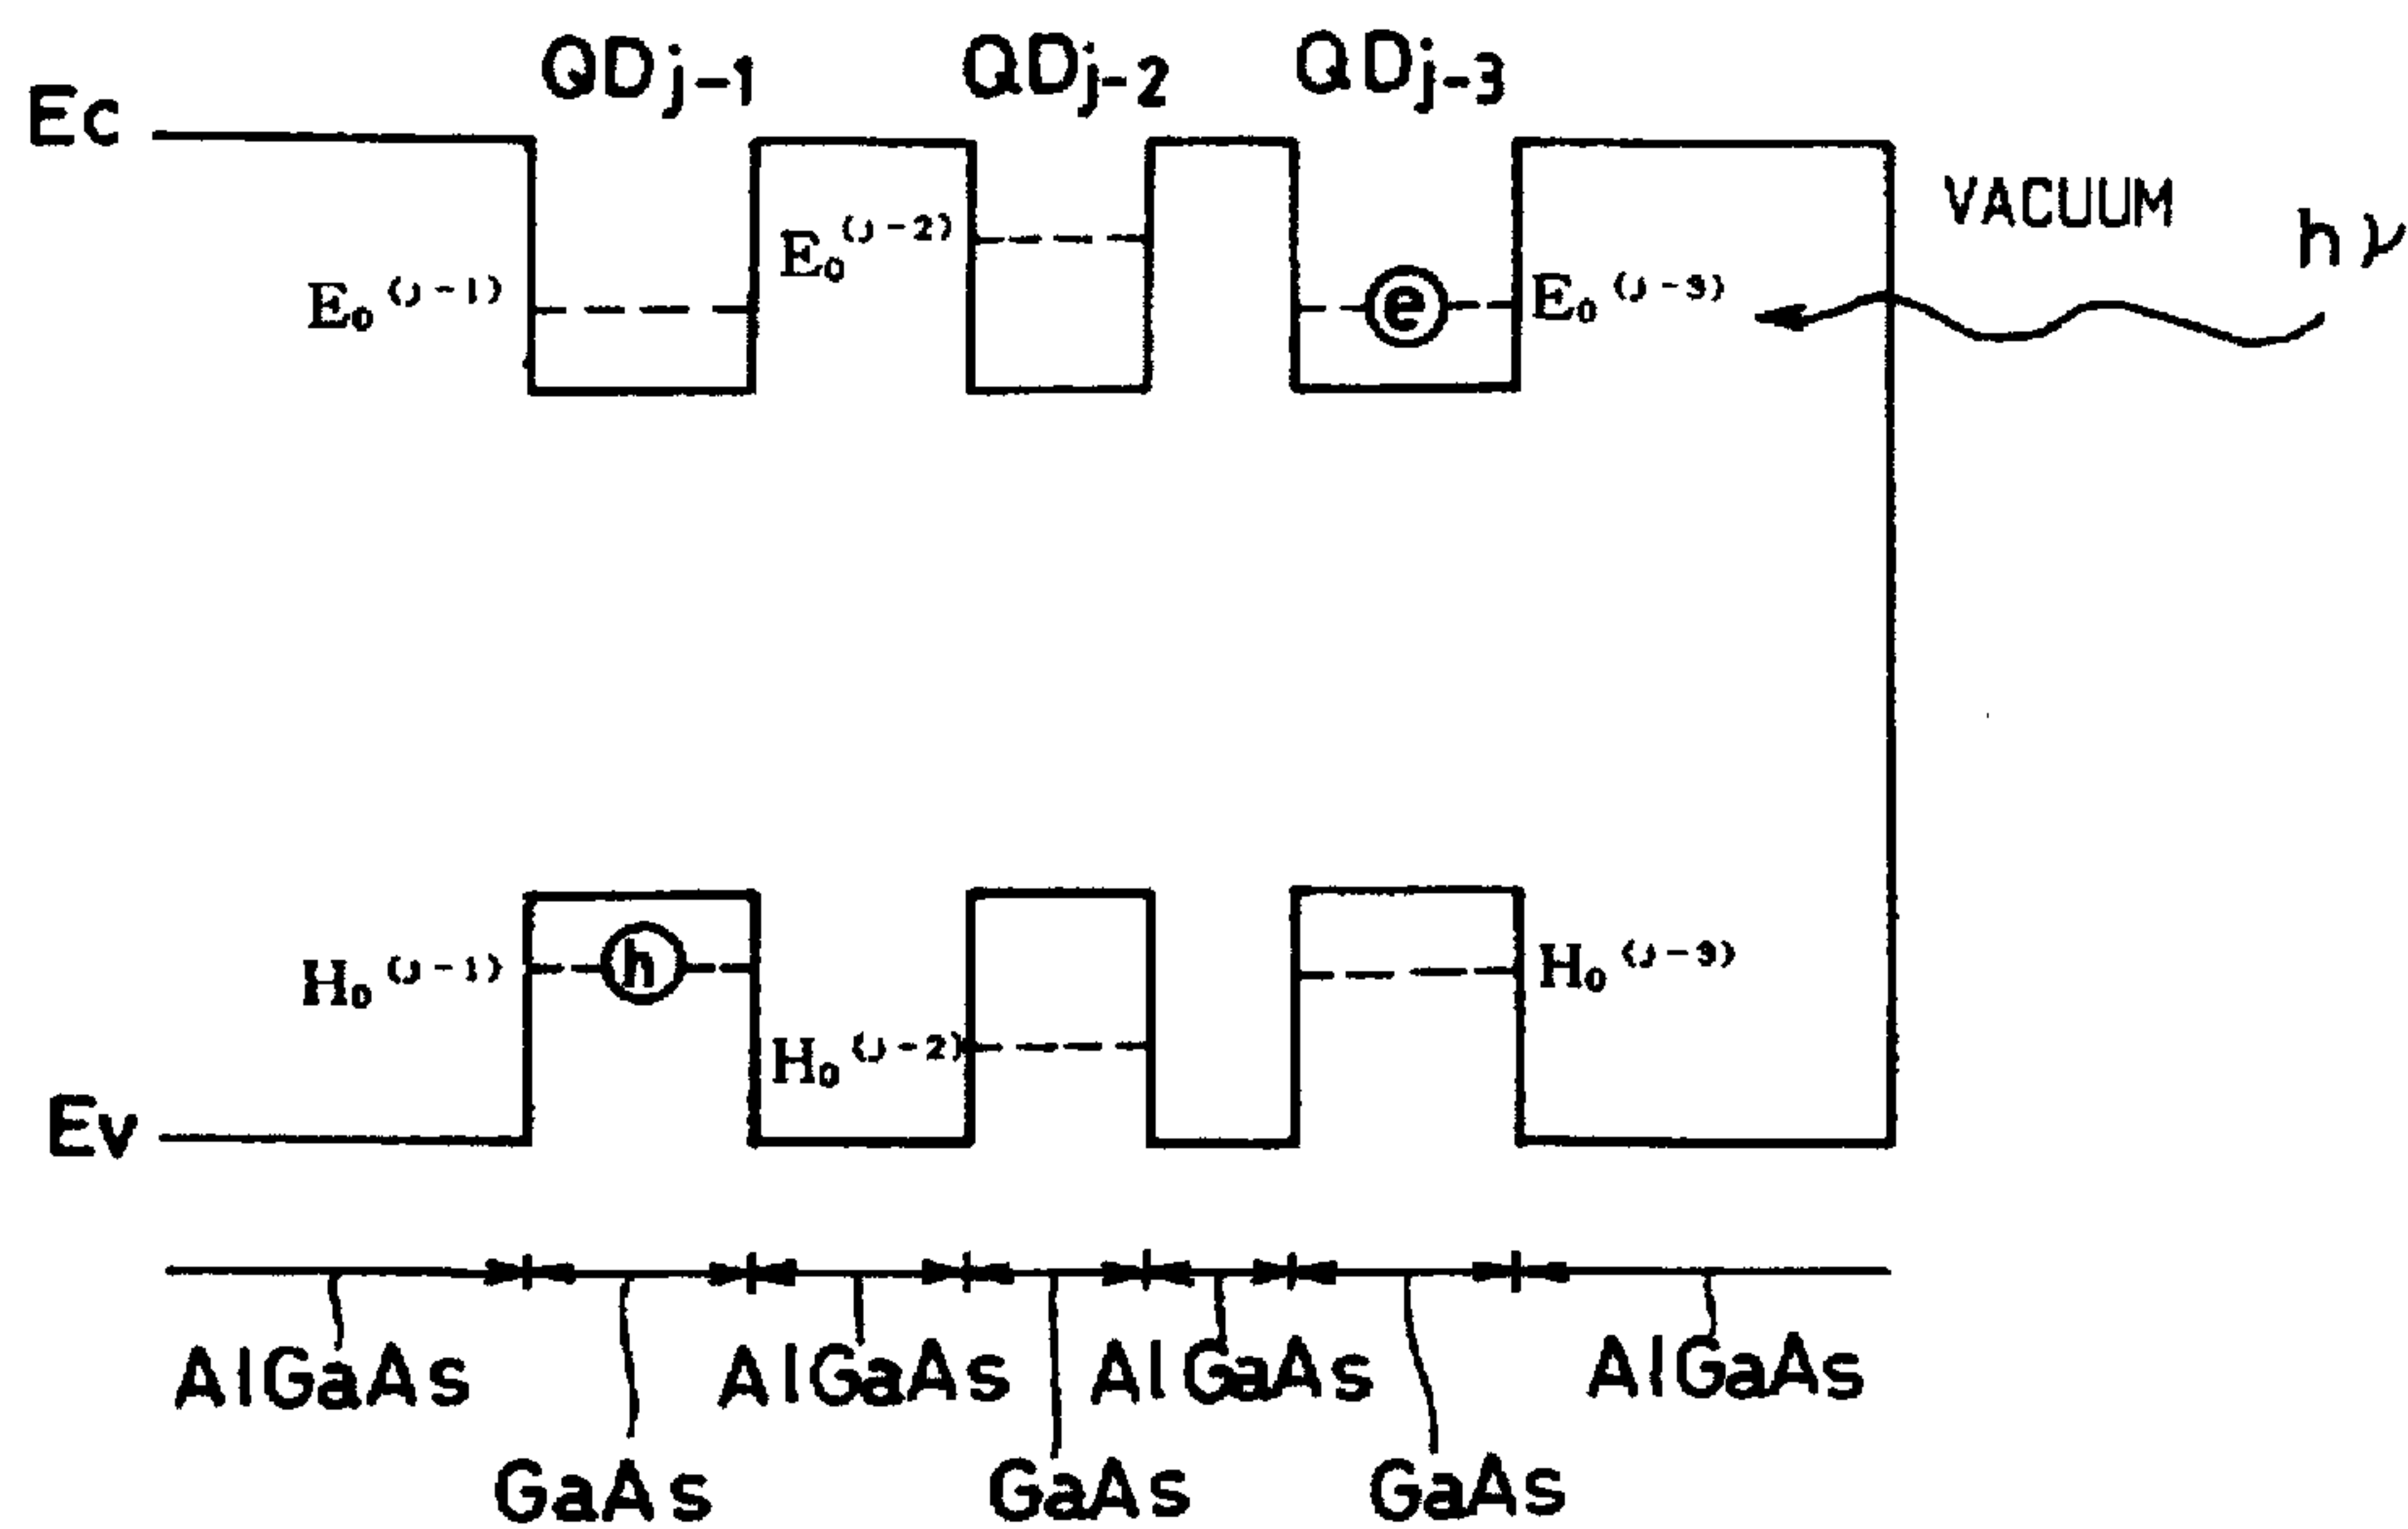 QDj-1 QDj-2 QDj-3
Ec
VACUUM
hν
E₀(j-2)
E₀(j-1) e E₀(j-3)
H₀(j-1) h H₀(j-3)
H₀(j-2)
Ev
AlGaAs AlGaAs AlGaAs AlGaAs
GaAs GaAs GaAs